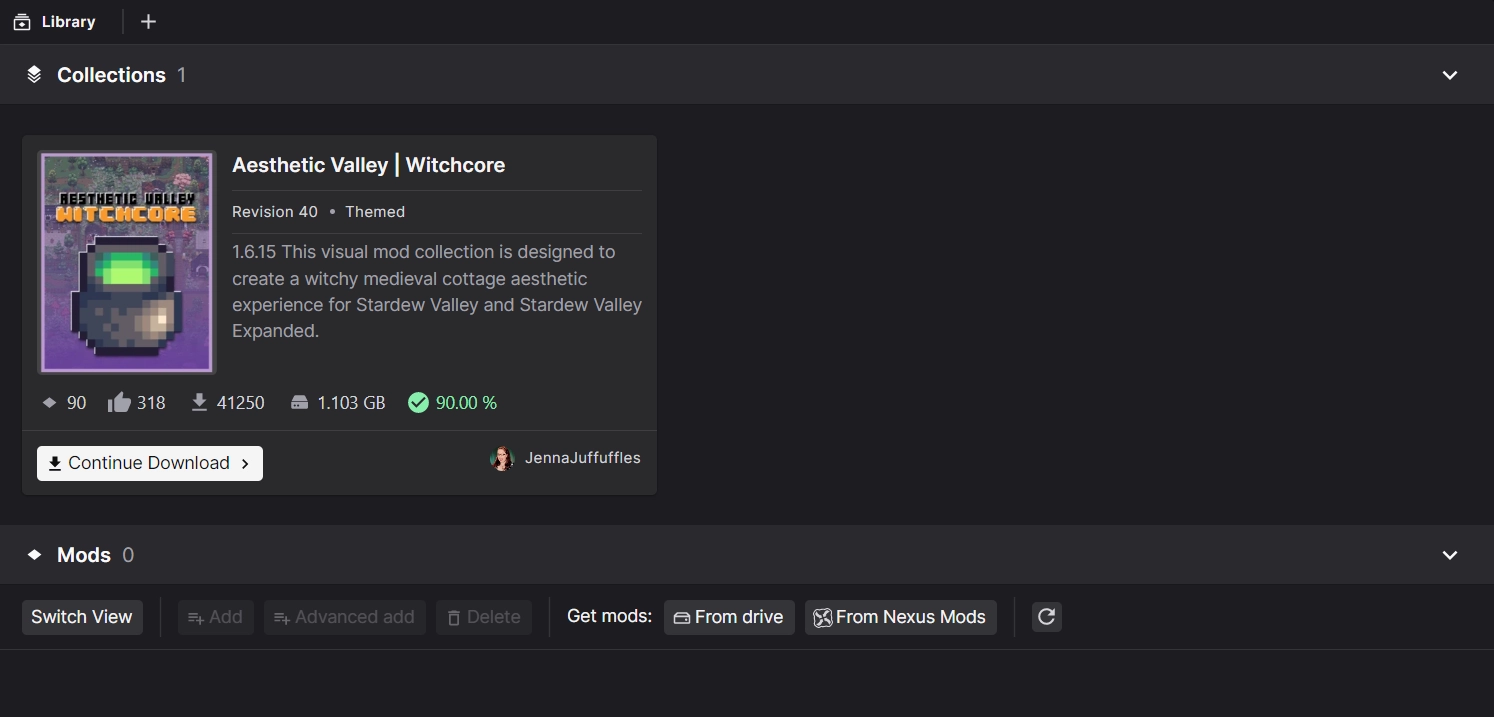 Library
Collections 1
AESTHETIC VALLEY
WITCHCORE
Aesthetic Valley | Witchcore
Revision 40 • Themed
1.6.15 This visual mod collection is designed to
create a witchy medieval cottage aesthetic
experience for Stardew Valley and Stardew Valley
Expanded.
90 318 41250 1.103 GB 90.00 %
Continue Download
JennaJuffuffles
Mods 0
Switch View Add Advanced add Delete Get mods: From drive From Nexus Mods